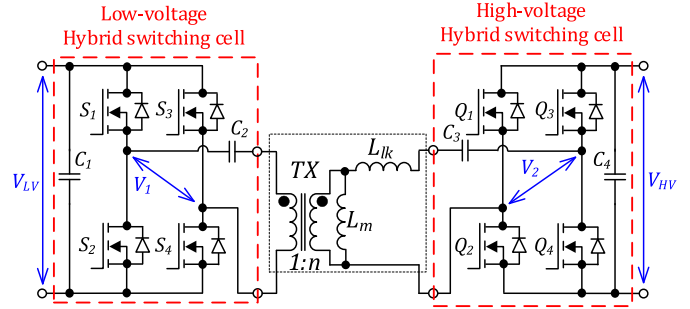 Low-voltage
Hybrid switching cell
High-voltage
Hybrid switching cell
S1 S3
C2
C1
VLV
V1
S2 S4
TX
Llk
Lm
1:n
Q1 Q3
C3
C4
V2
VHV
Q2 Q4